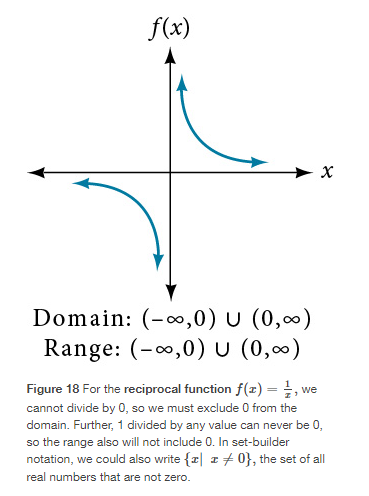 f(x)
x
Domain: (−∞,0) ∪ (0,∞)
Range: (−∞,0) ∪ (0,∞)
Figure 18 For the reciprocal function f(x) = 1/x, we
cannot divide by 0, so we must exclude 0 from the
domain. Further, 1 divided by any value can never be 0,
so the range also will not include 0. In set-builder
notation, we could also write {x| x ≠ 0}, the set of all
real numbers that are not zero.